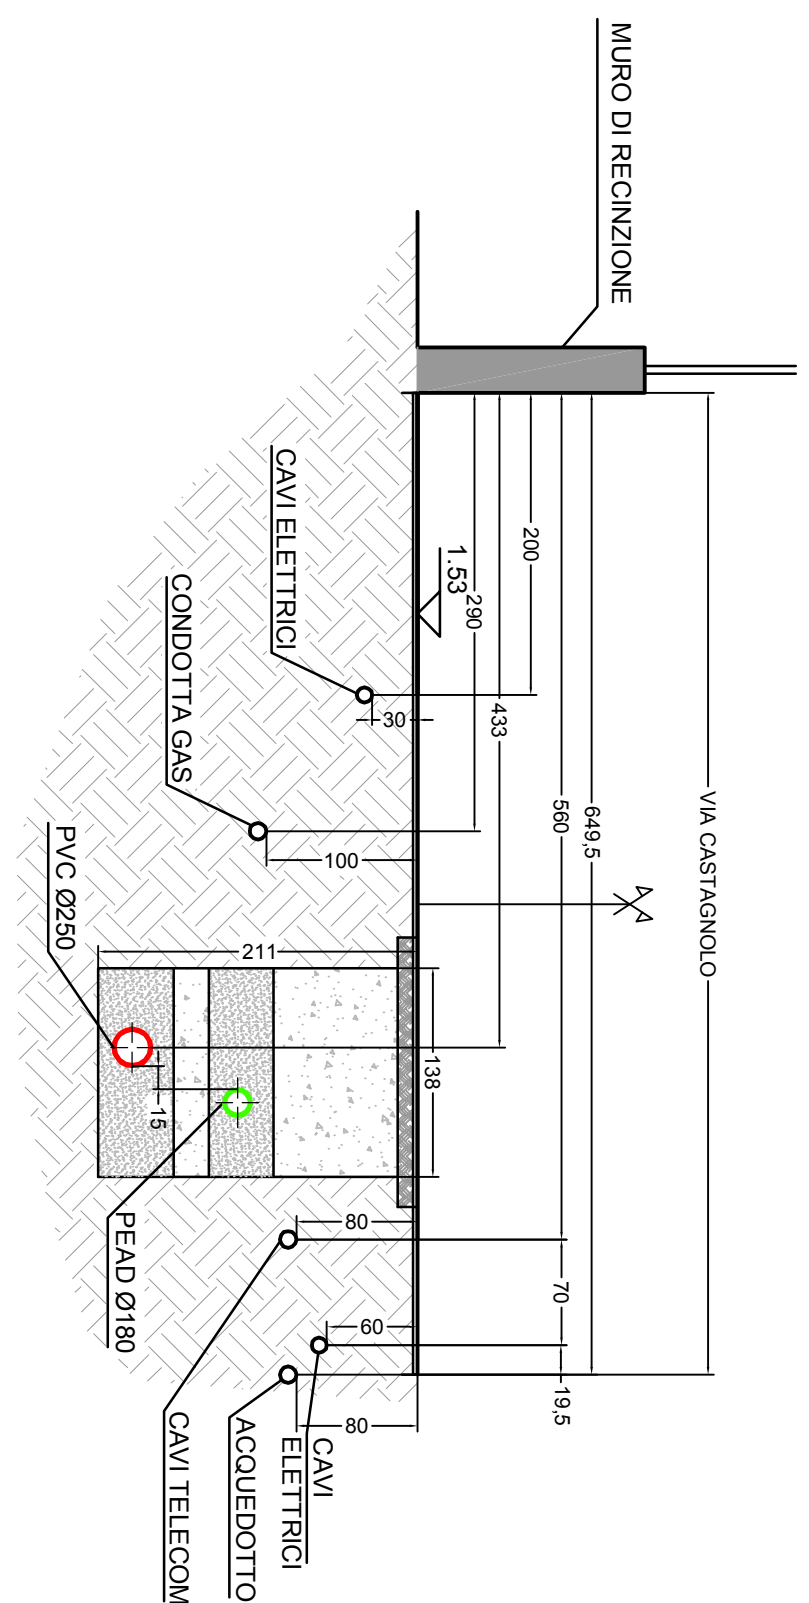 MURO DI RECINZIONE
VIA CASTAGNOLO
649,5
560
70
19,5
200
433
290
1.53
30
100
80
60
80
138
211
15
CAVI ELETTRICI
CONDOTTA GAS
PVC Ø250
PEAD Ø180
CAVI TELECOM
ACQUEDOTTO
CAVI
ELETTRICI